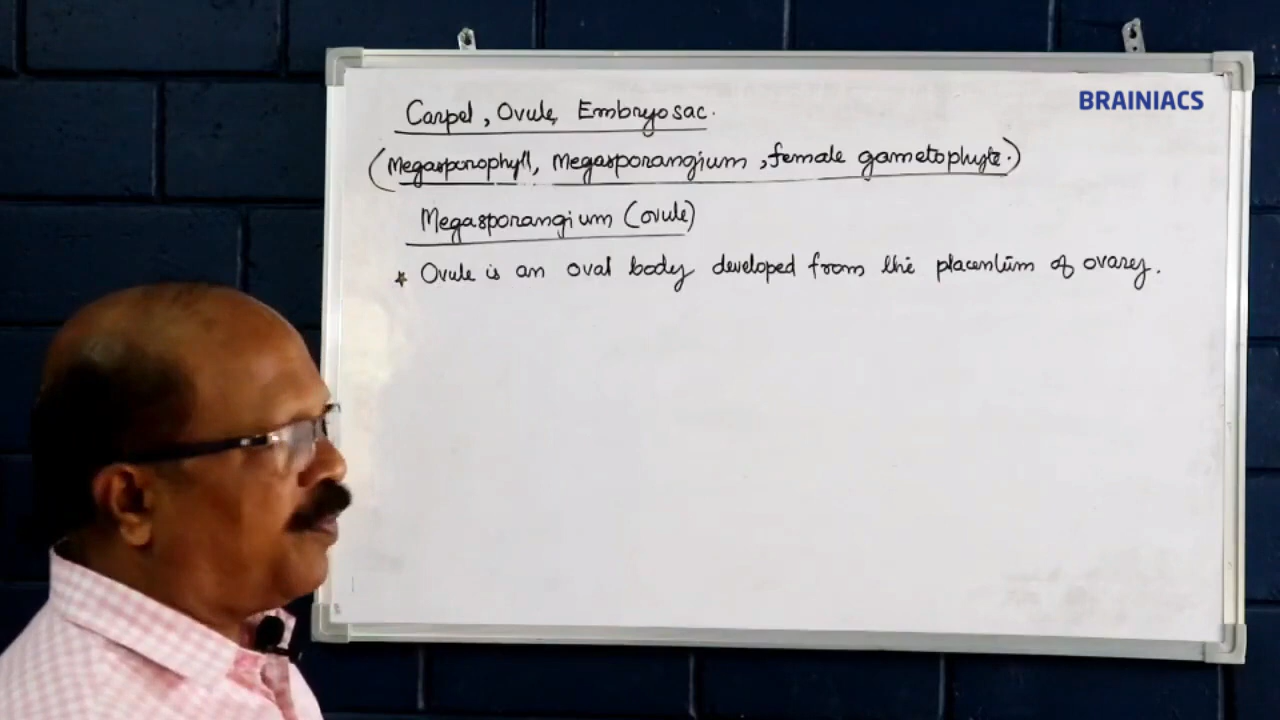 BRAINIACS
Carpel, Ovule, Embryosac.
(Megasporophyll, Megasporangium, female gametophyte.)
Megasporangium (ovule)
* Ovule is an oval body developed from the placentum of ovary.